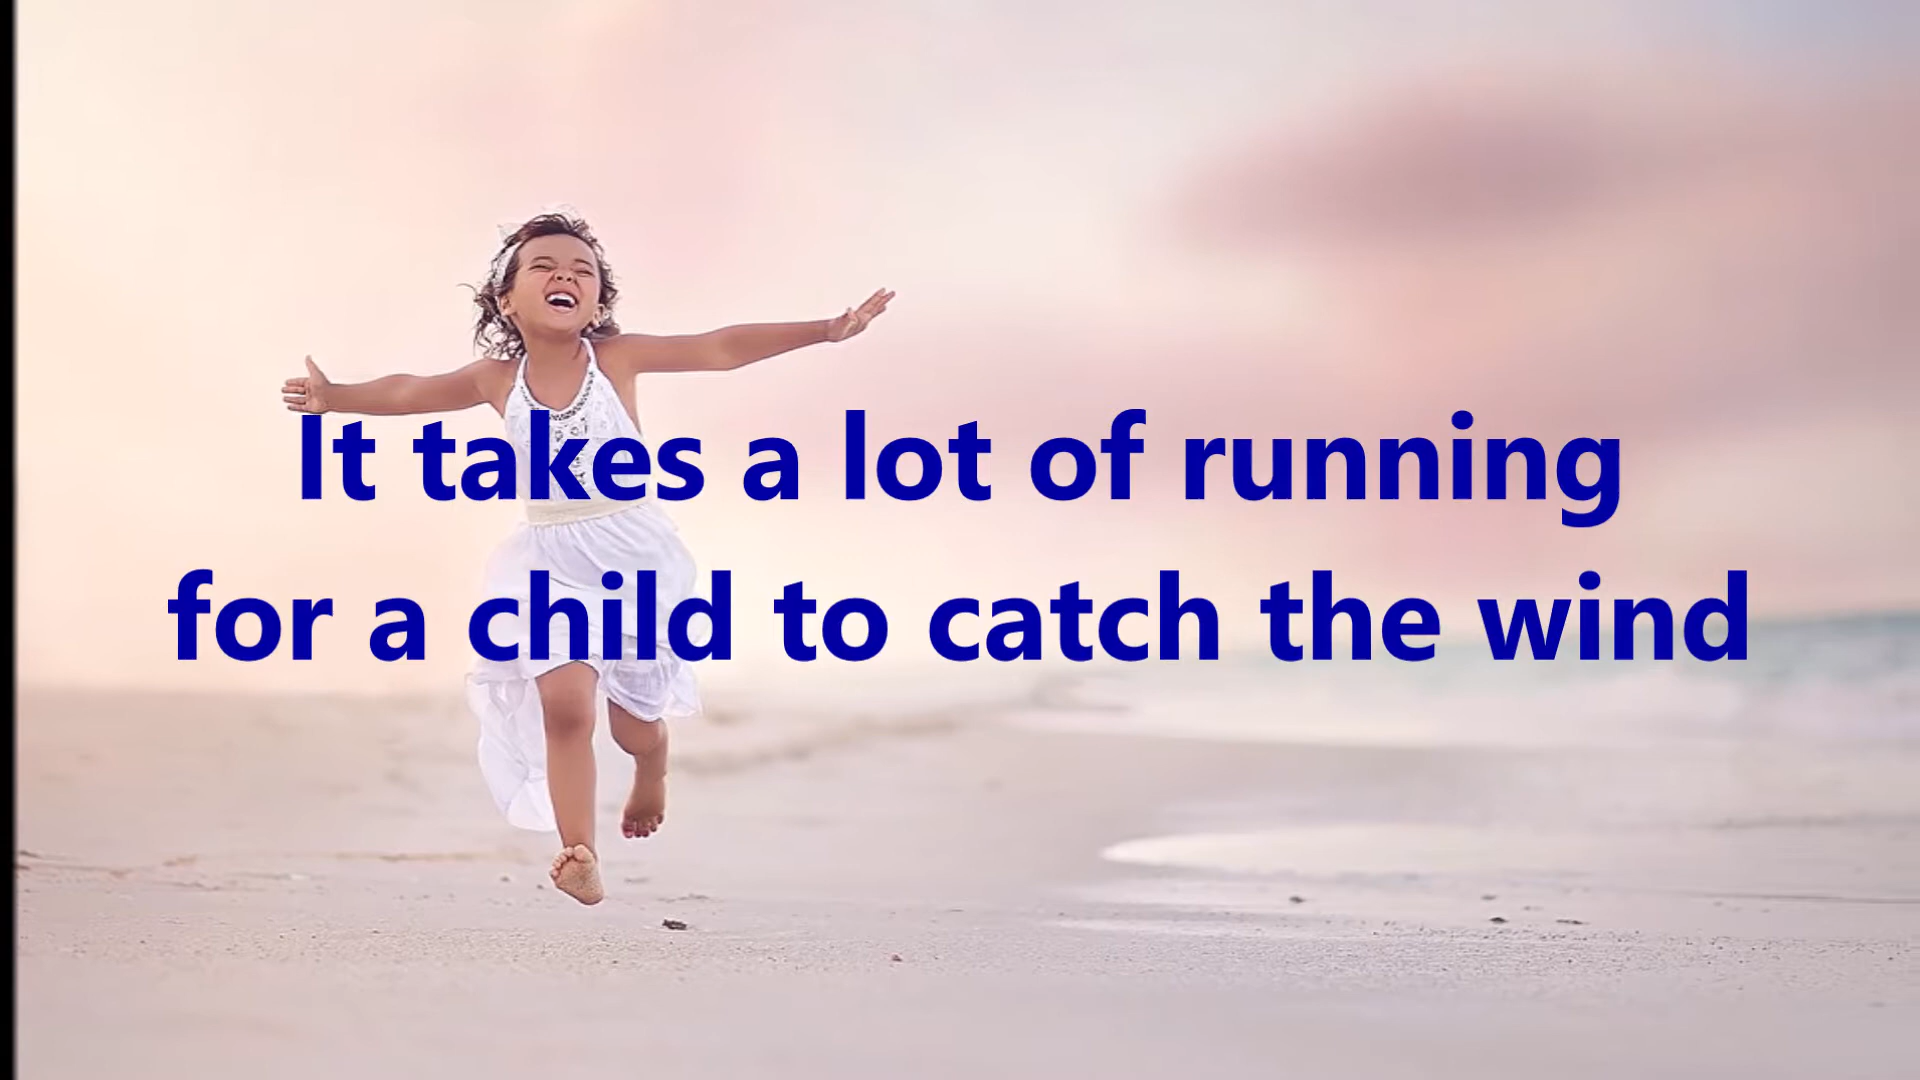 It takes a lot of running
for a child to catch the wind